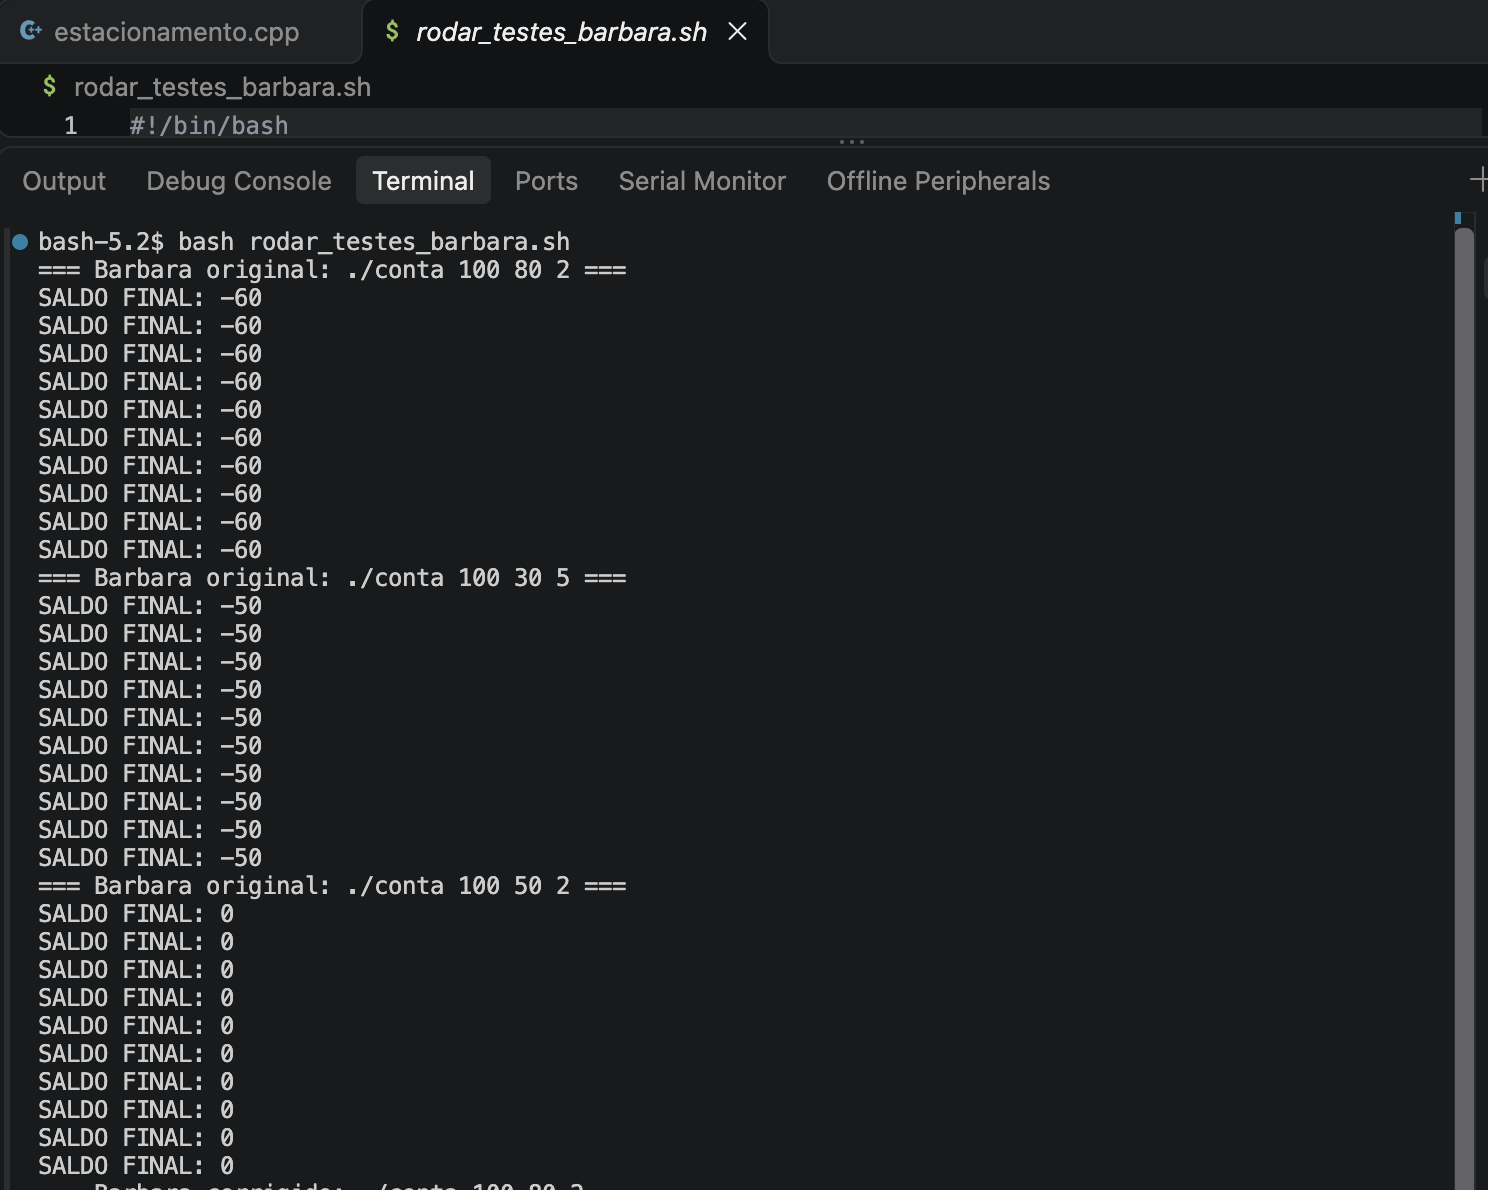 estacionamento.cpp
$ rodar_testes_barbara.sh
$ rodar_testes_barbara.sh
1 #!/bin/bash
Output Debug Console Terminal Ports Serial Monitor Offline Peripherals
bash-5.2$ bash rodar_testes_barbara.sh
=== Barbara original: ./conta 100 80 2 ===
SALDO FINAL: -60
SALDO FINAL: -60
SALDO FINAL: -60
SALDO FINAL: -60
SALDO FINAL: -60
SALDO FINAL: -60
SALDO FINAL: -60
SALDO FINAL: -60
SALDO FINAL: -60
SALDO FINAL: -60
=== Barbara original: ./conta 100 30 5 ===
SALDO FINAL: -50
SALDO FINAL: -50
SALDO FINAL: -50
SALDO FINAL: -50
SALDO FINAL: -50
SALDO FINAL: -50
SALDO FINAL: -50
SALDO FINAL: -50
SALDO FINAL: -50
SALDO FINAL: -50
=== Barbara original: ./conta 100 50 2 ===
SALDO FINAL: 0
SALDO FINAL: 0
SALDO FINAL: 0
SALDO FINAL: 0
SALDO FINAL: 0
SALDO FINAL: 0
SALDO FINAL: 0
SALDO FINAL: 0
SALDO FINAL: 0
SALDO FINAL: 0
Barbara corrigido: ./conta 100 80 2